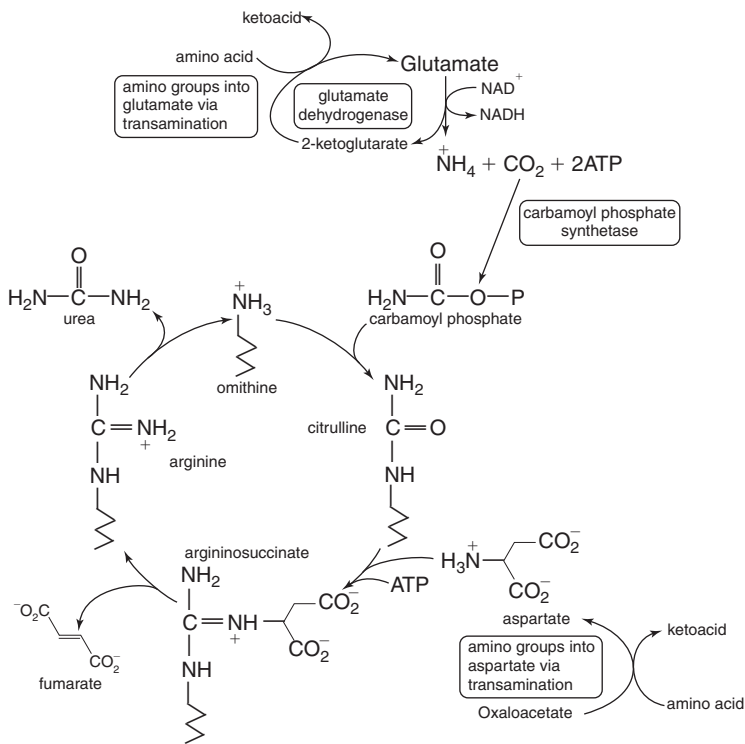 ketoacid
amino acid
Glutamate
amino groups into
glutamate via
transamination
glutamate
dehydrogenase
NAD+
NADH
2-ketoglutarate
+
NH4 + CO2 + 2ATP
carbamoyl phosphate
synthetase
O
H2N C NH2
urea
+
NH3
omithine
O
H2N C O P
carbamoyl phosphate
NH2
C = NH2
+
NH
arginine
citrulline
NH2
C = O
NH
argininosuccinate
NH2
C = NH
+
NH
CO2−
CO2−
ATP
+
H3N
CO2−
CO2−
aspartate
−O2C
CO2−
fumarate
amino groups into
aspartate via
transamination
ketoacid
amino acid
Oxaloacetate